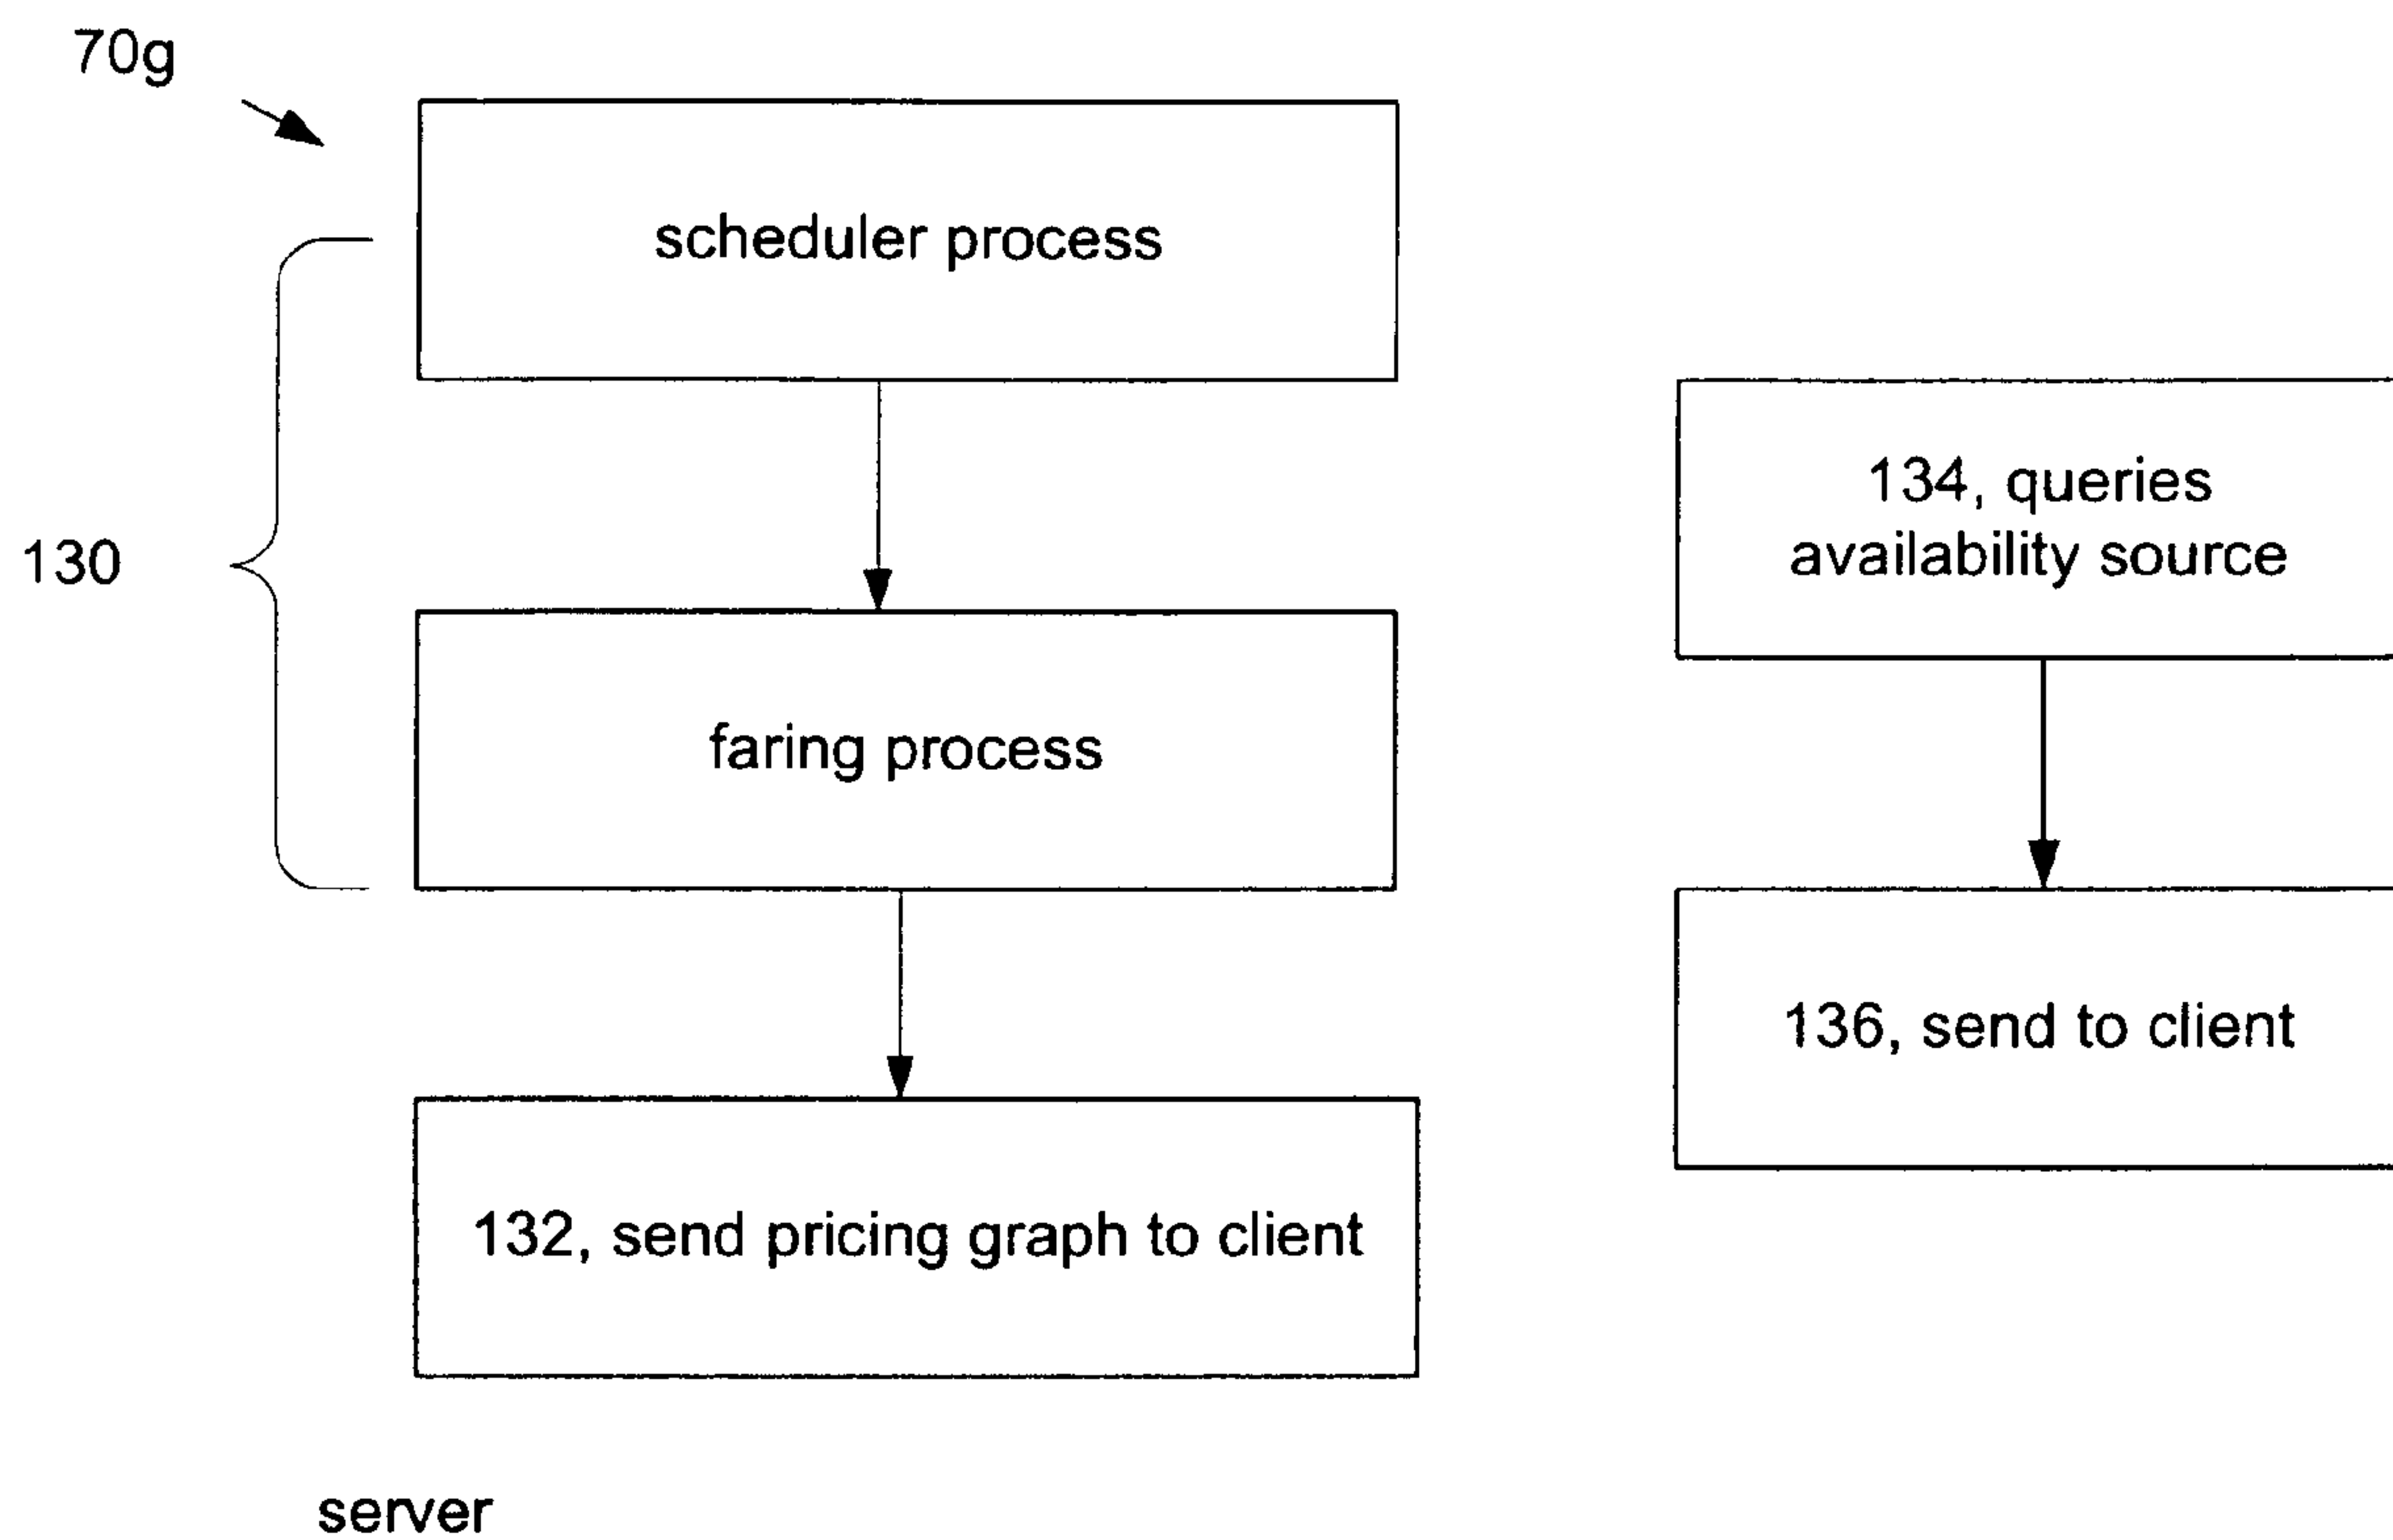 70g
scheduler process
130
faring process
132, send pricing graph to client
134, queries
availability source
136, send to client
server